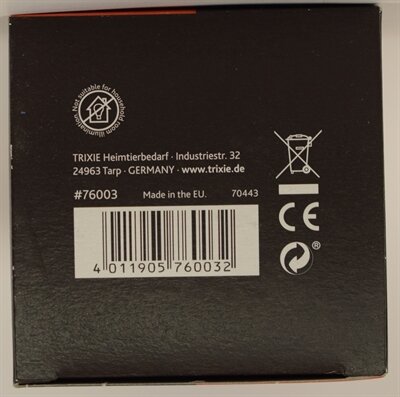 Not suitable for household room illumination
TRIXIE Heimtierbedarf · Industriestr. 32
24963 Tarp · GERMANY · www.trixie.de
#76003 Made in the EU. 70443
4 011905 760032
CE
®